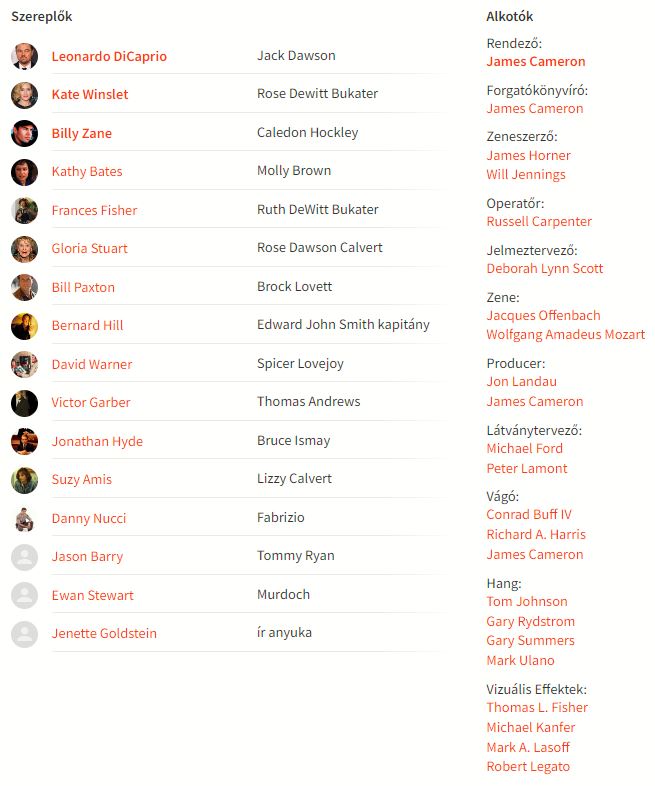 Szereplők
Leonardo DiCaprio Jack Dawson
Kate Winslet Rose Dewitt Bukater
Billy Zane Caledon Hockley
Kathy Bates Molly Brown
Frances Fisher Ruth DeWitt Bukater
Gloria Stuart Rose Dawson Calvert
Bill Paxton Brock Lovett
Bernard Hill Edward John Smith kapitány
David Warner Spicer Lovejoy
Victor Garber Thomas Andrews
Jonathan Hyde Bruce Ismay
Suzy Amis Lizzy Calvert
Danny Nucci Fabrizio
Jason Barry Tommy Ryan
Ewan Stewart Murdoch
Jenette Goldstein ír anyuka
Alkotók
Rendező:
James Cameron
Forgatókönyvíró:
James Cameron
Zeneszerző:
James Horner
Will Jennings
Operatőr:
Russell Carpenter
Jelmeztervező:
Deborah Lynn Scott
Zene:
Jacques Offenbach
Wolfgang Amadeus Mozart
Producer:
Jon Landau
James Cameron
Látványtervező:
Michael Ford
Peter Lamont
Vágó:
Conrad Buff IV
Richard A. Harris
James Cameron
Hang:
Tom Johnson
Gary Rydstrom
Gary Summers
Mark Ulano
Vizuális Effektek:
Thomas L. Fisher
Michael Kanfer
Mark A. Lasoff
Robert Legato